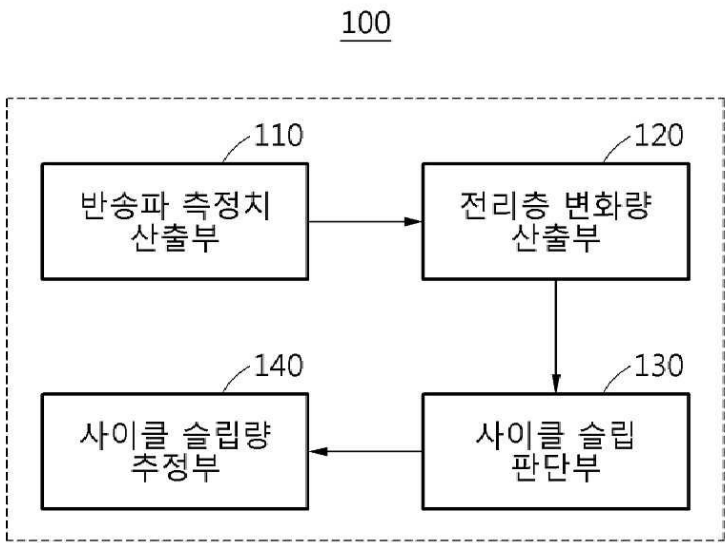 100
110
반송파 측정치
산출부
120
전리층 변화량
산출부
140
사이클 슬립량
추정부
130
사이클 슬립
판단부